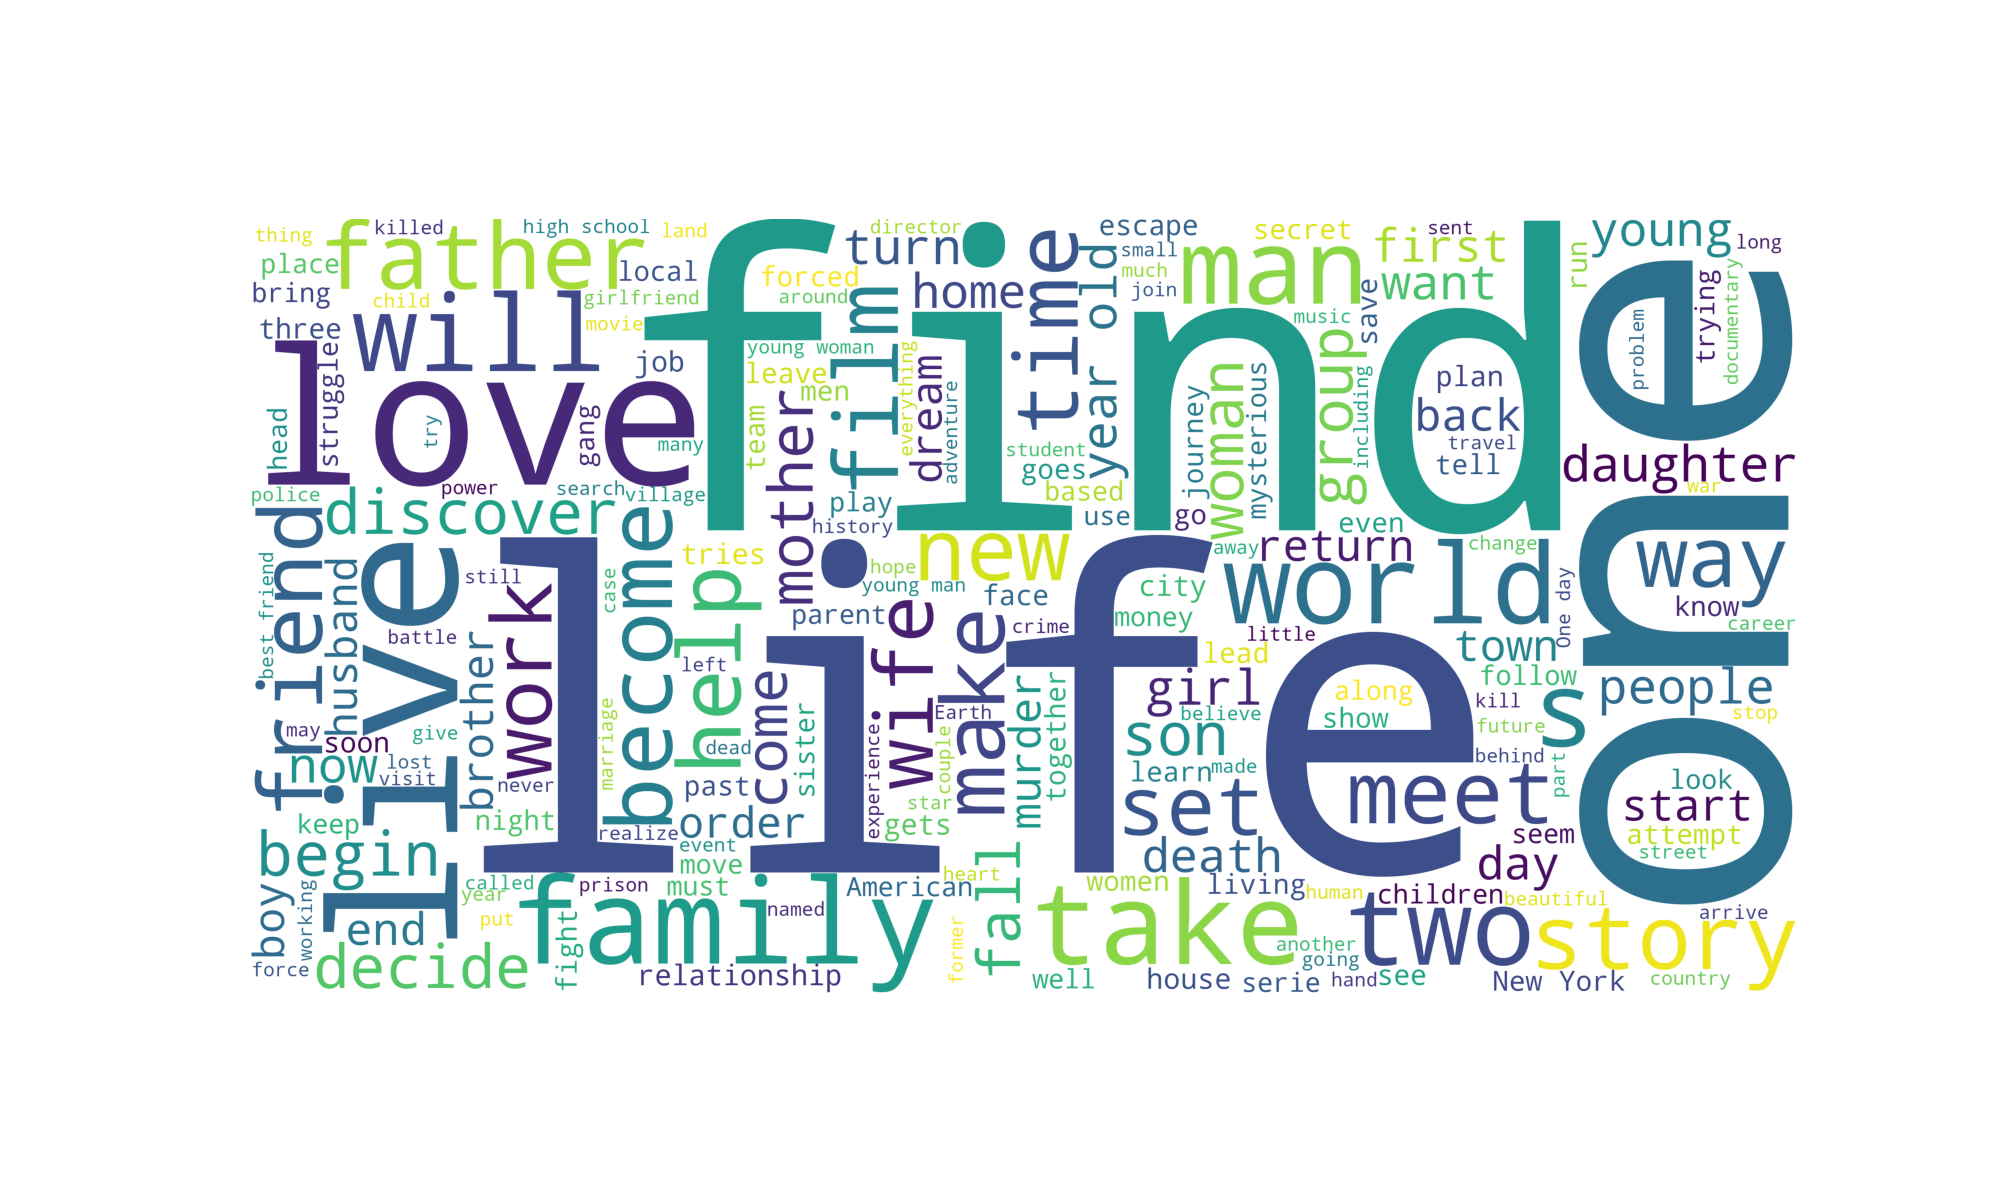 find
life
one
love
live
family
take
father
will
man
world
story
two
new
become
time
film
friend
work
help
make
wife
mother
woman
group
discover
decide
begin
meet
set
son
girl
way
people
daughter
young
first
want
home
turn
year old
dream
return
town
start
day
death
fall
come
order
murder
brother
husband
boy
now
end
s
back
plan
travel
tell
thing
killed
high school
land
place
local
bring
child
girlfriend
movie
three
struggle
job
gang
try
many
head
police
power
search
village
director
forced
around
young woman
leave
men
team
everything
adventure
play
history
student
goes
based
use
go
journey
mysterious
including
even
escape
small
much
join
secret
sent
music
save
run
long
trying
documentary
problem
war
change
away
city
money
crime
little
lead
face
hope
young man
parent
tries
case
still
battle
best friend
may
soon
give
lost
visit
never
keep
night
marriage
realize
event
move
must
left
dead
past
sister
experience
Earth
couple
star
gets
together
learn
made
believe
along
show
follow
know
career
One day
kill
future
behind
part
stop
look
attempt
street
seem
called
year
put
prison
fight
working
force
relationship
named
American
heart
former
women
well
living
human
children
beautiful
another
going
house
serie
hand
see
New York
arrive
country